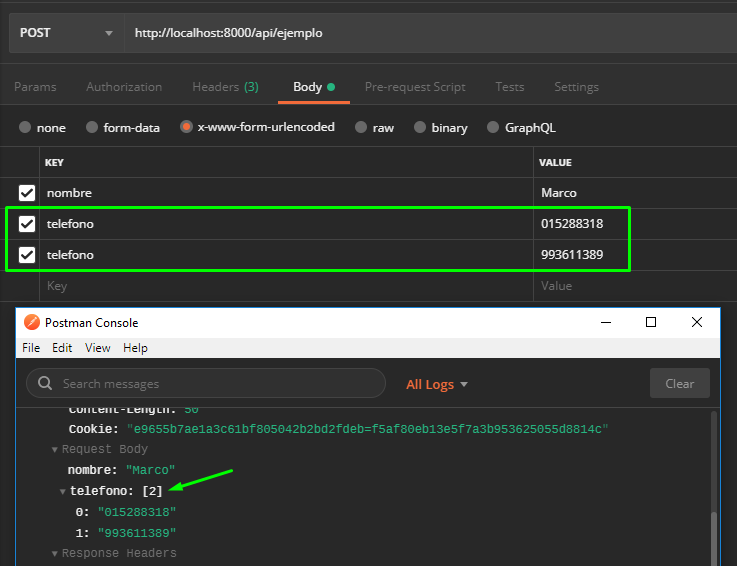 POST http://localhost:8000/api/ejemplo
Params Authorization Headers (3) Body Pre-request Script Tests Settings
none form-data x-www-form-urlencoded raw binary GraphQL
KEY VALUE
nombre Marco
telefono 015288318
telefono 993611389
Key Value
Postman Console
File Edit View Help
Search messages All Logs Clear
Content-Length: 50
Cookie: "e9655b7ae1a3c61bf805042b2bd2fdeb=f5af80eb13e5f7a3b953625055d8814c"
Request Body
nombre: "Marco"
telefono: [2]
0: "015288318"
1: "993611389"
Response Headers